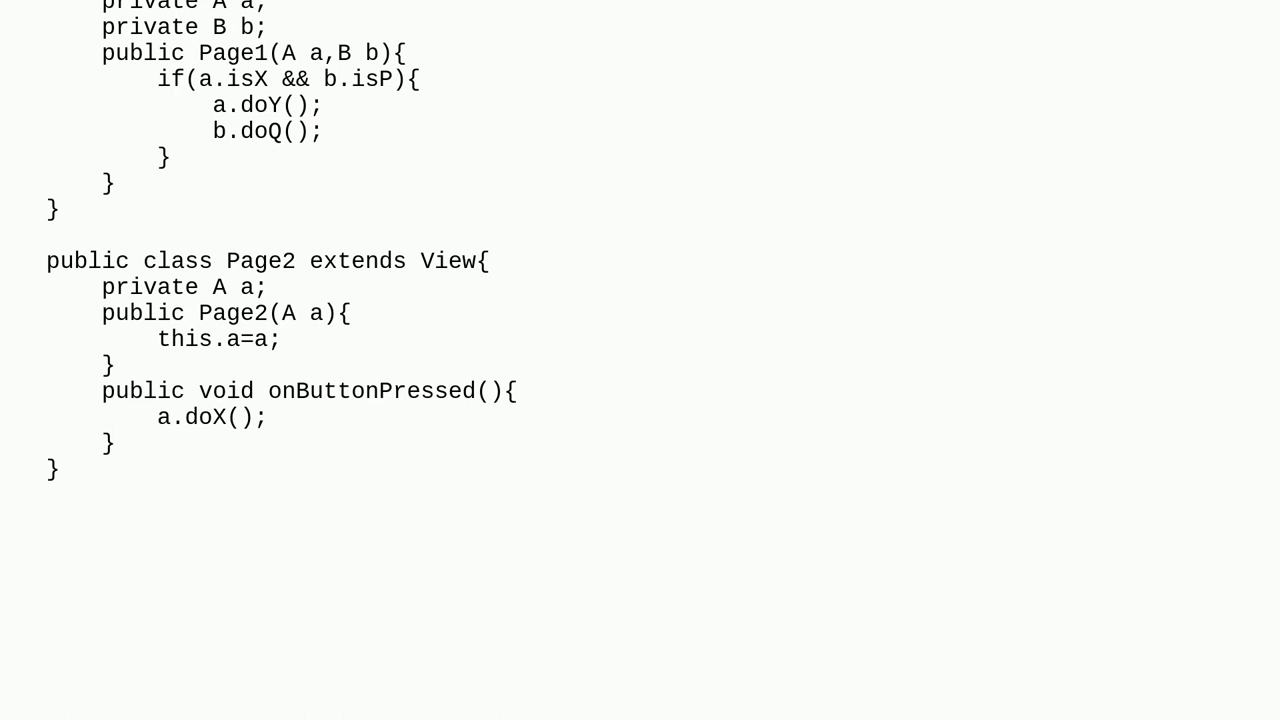 private A a;
private B b;
public Page1(A a,B b){
if(a.isX && b.isP){
a.doY();
b.doQ();
}
}
}
public class Page2 extends View{
private A a;
public Page2(A a){
this.a=a;
}
public void onButtonPressed(){
a.doX();
}
}